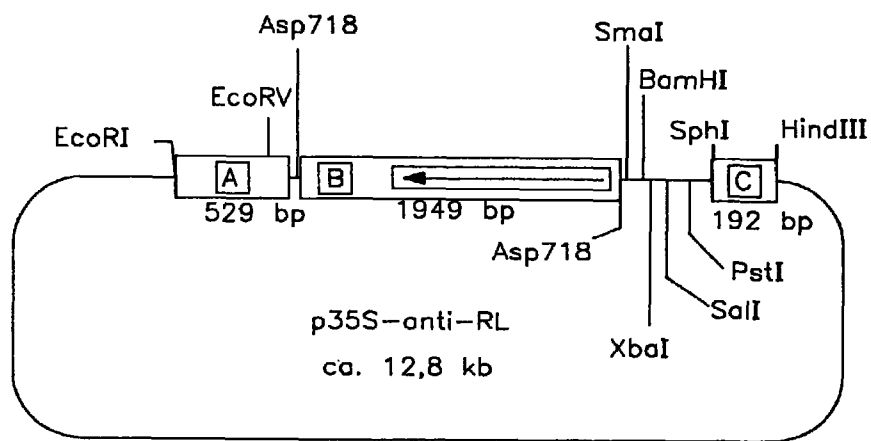 Asp718
SmaI
BamHI
EcoRV
EcoRI
SphI
HindIII
A
B
C
529 bp
1949 bp
192 bp
Asp718
PstI
SalI
XbaI
p35S-anti-RL
ca. 12,8 kb